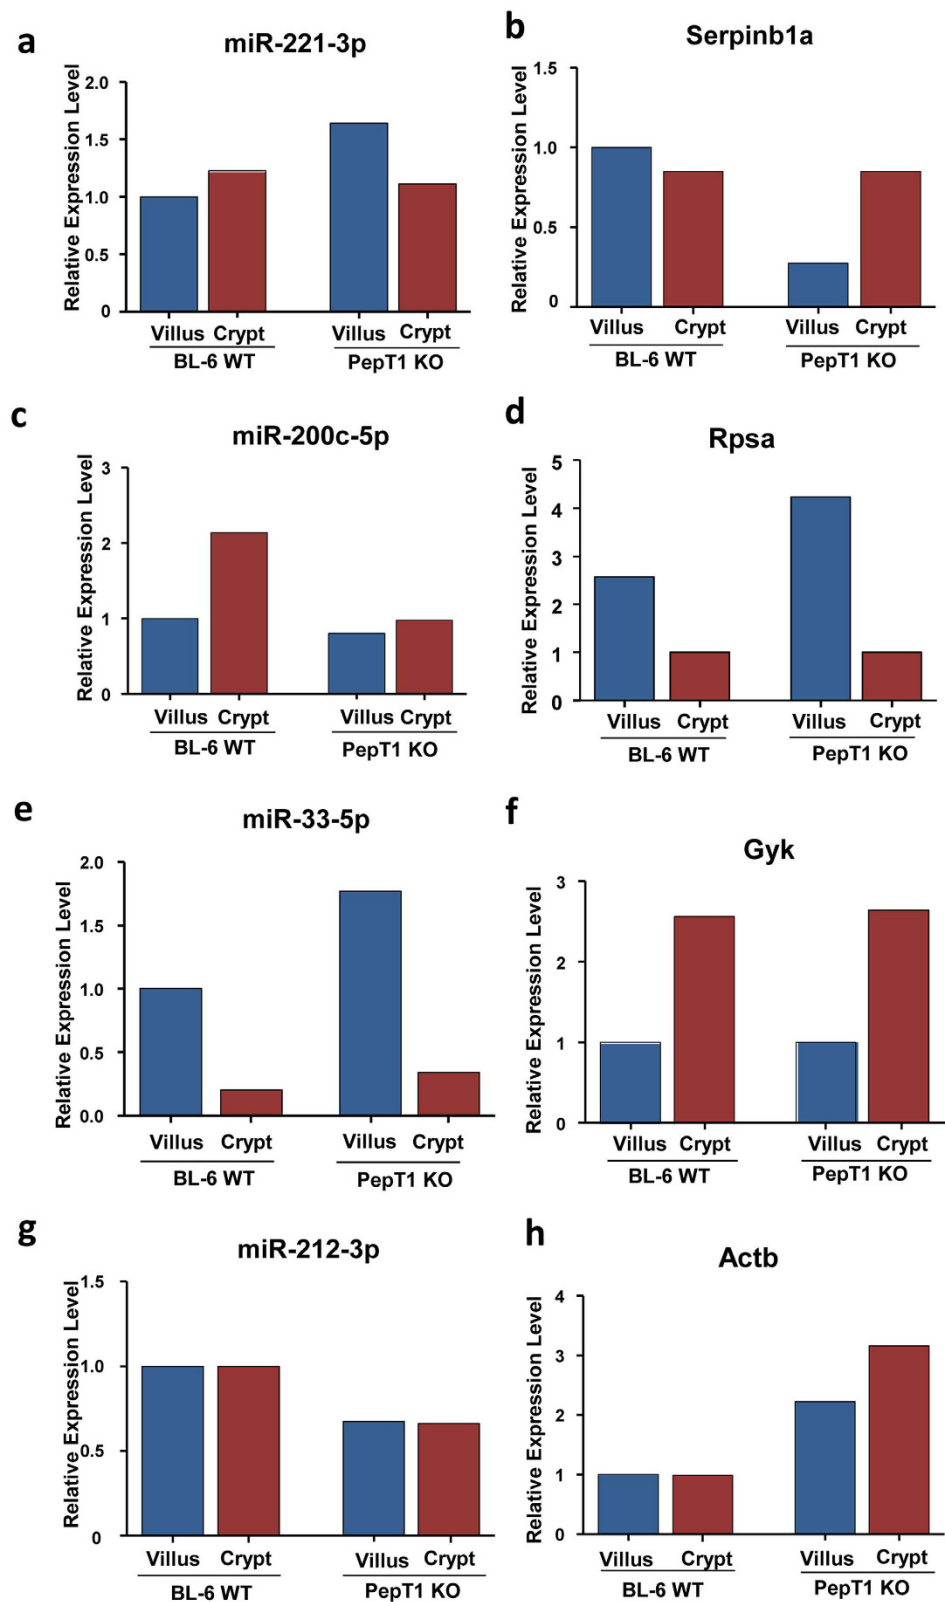 a
miR-221-3p
Relative Expression Level
2.0
1.5
1.0
0.5
0
Villus Crypt Villus Crypt
BL-6 WT PepT1 KO
b
Serpinb1a
Relative Expression Level
1.5
1.0
0.5
0
Villus Crypt Villus Crypt
BL-6 WT PepT1 KO
c
miR-200c-5p
Relative Expression Level
3
2
1
0
Villus Crypt Villus Crypt
BL-6 WT PepT1 KO
d
Rpsa
Relative Expression Level
5
4
3
2
1
0
Villus Crypt Villus Crypt
BL-6 WT PepT1 KO
e
miR-33-5p
Relative Expression Level
2.0
1.5
1.0
0.5
0.0
Villus Crypt Villus Crypt
BL-6 WT PepT1 KO
f
Gyk
Relative Expression Level
3
2
1
0
Villus Crypt Villus Crypt
BL-6 WT PepT1 KO
g
miR-212-3p
Relative Expression Level
1.5
1.0
0.5
0
Villus Crypt Villus Crypt
BL-6 WT PepT1 KO
h
Actb
Relative Expression Level
4
3
2
1
0
Villus Crypt Villus Crypt
BL-6 WT PepT1 KO